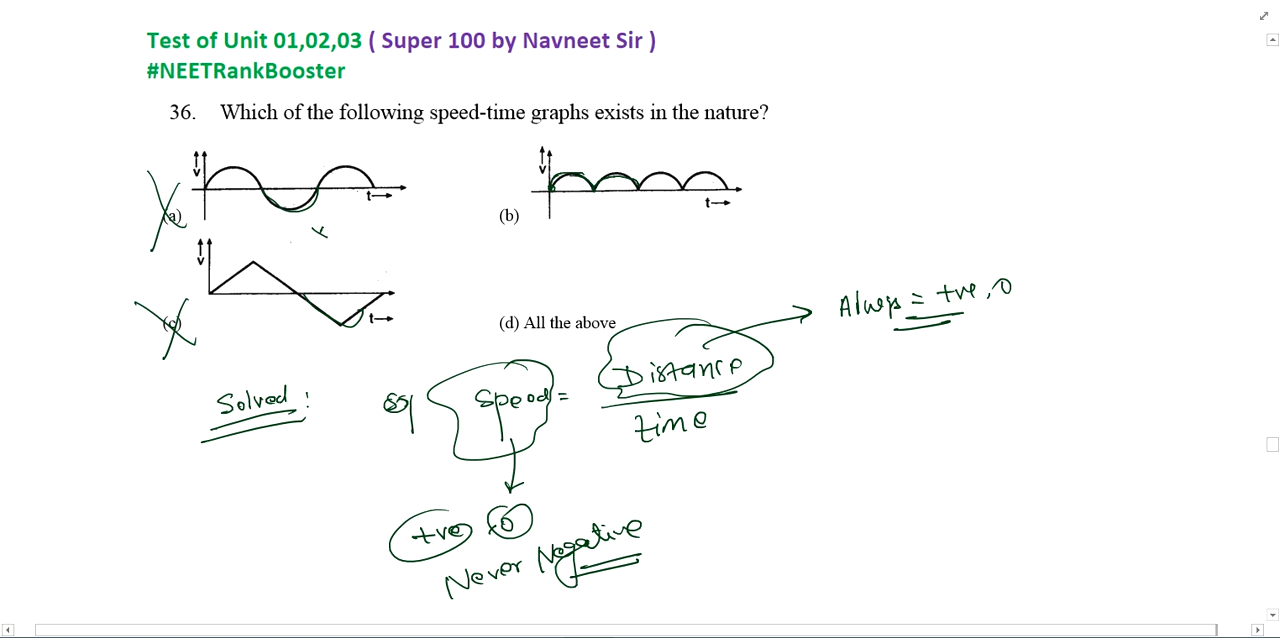 Test of Unit 01,02,03 ( Super 100 by Navneet Sir )
#NEETRankBooster
36. Which of the following speed-time graphs exists in the nature?
v
t
(a)
v
t
(b)
v
t
(c)
(d) All the above
Always = +ve, 0
Solved :
Speed = Distance
time
+ve 0
Never Negative